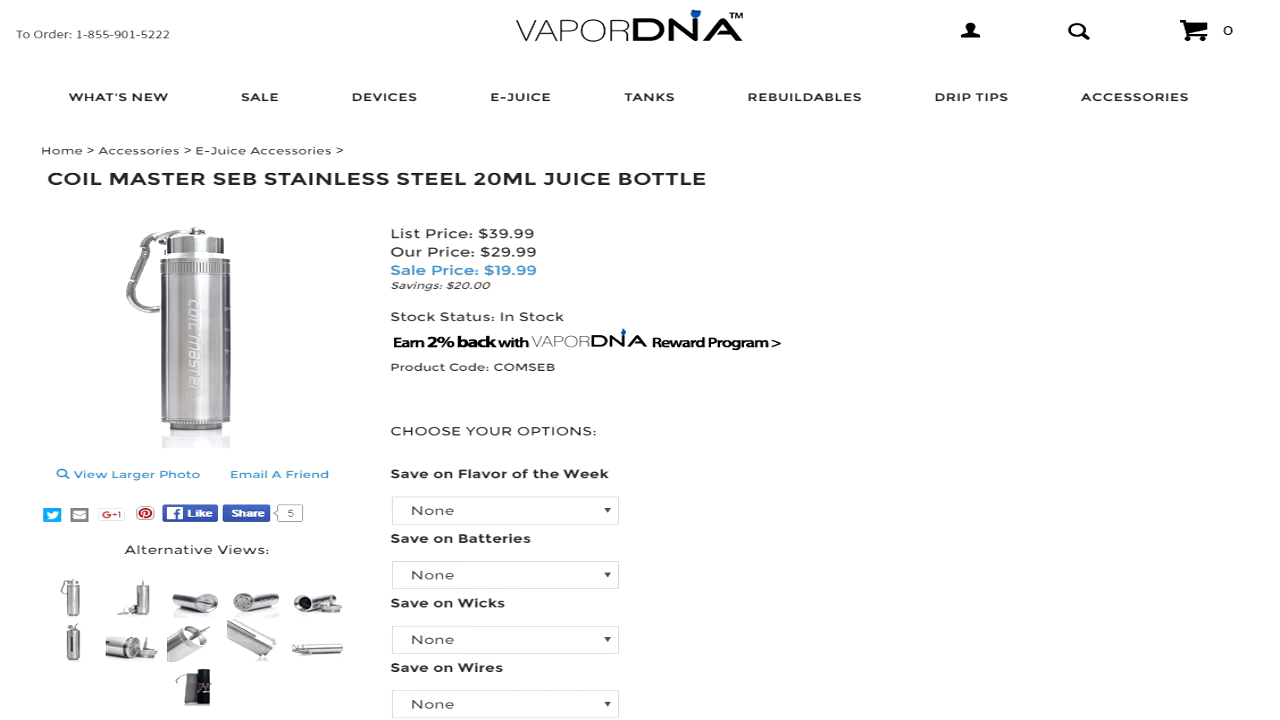 To Order: 1-855-901-5222
VAPORDNA™
0
WHAT'S NEW SALE DEVICES E-JUICE TANKS REBUILDABLES DRIP TIPS ACCESSORIES
Home > Accessories > E-Juice Accessories >
COIL MASTER SEB STAINLESS STEEL 20ML JUICE BOTTLE
List Price: $39.99
Our Price: $29.99
Sale Price: $19.99
Savings: $20.00
Stock Status: In Stock
Earn 2% back with VAPORDNA Reward Program >
Product Code: COMSEB
coil master
CHOOSE YOUR OPTIONS:
View Larger Photo Email A Friend
Save on Flavor of the Week
None
G+1 Like Share 5
Save on Batteries
Alternative Views:
None
Save on Wicks
None
Save on Wires
None